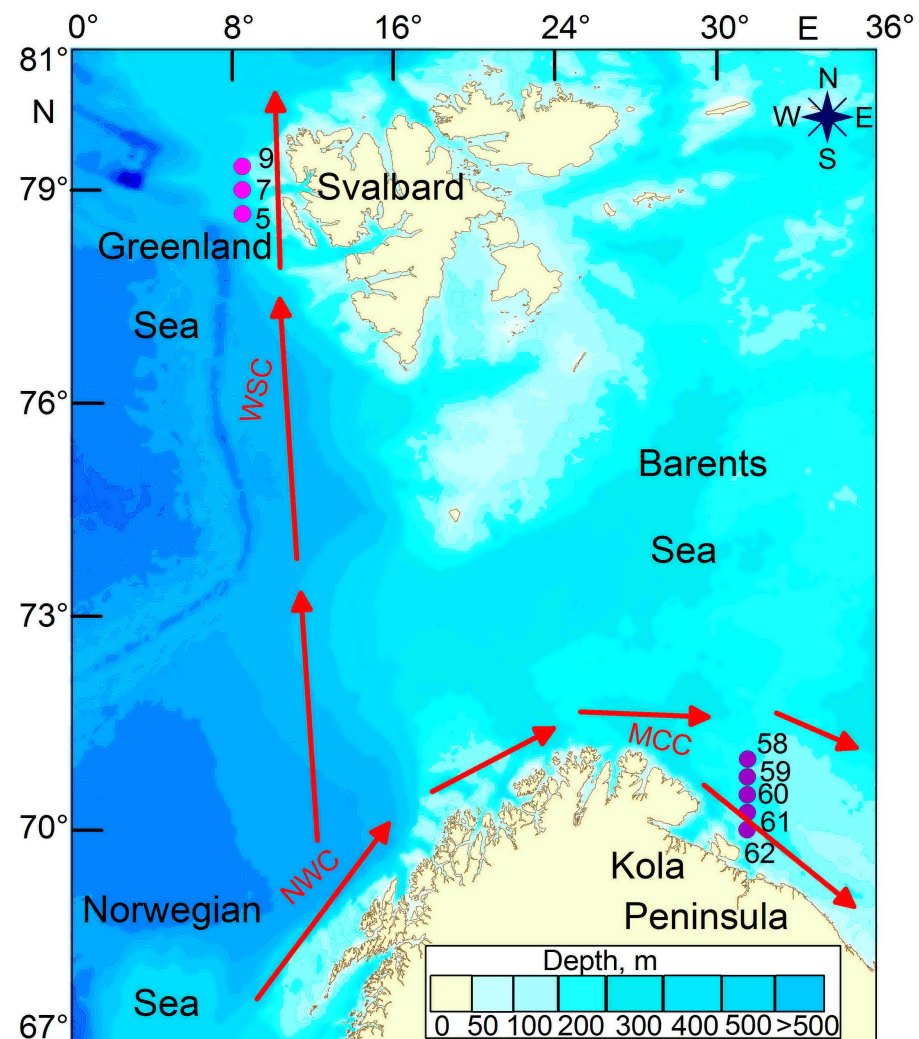 0° 8° 16° 24° 30° E 36°
81°
N
N
W E
S
9
79°
7
Svalbard
5
Greenland
Sea
WSC
76°
Barents
Sea
73°
MCC
58
59
60
70°
61
62
Kola
NWC
Norwegian
Peninsula
Depth, m
Sea
0 50 100 200 300 400 500 >500
67°